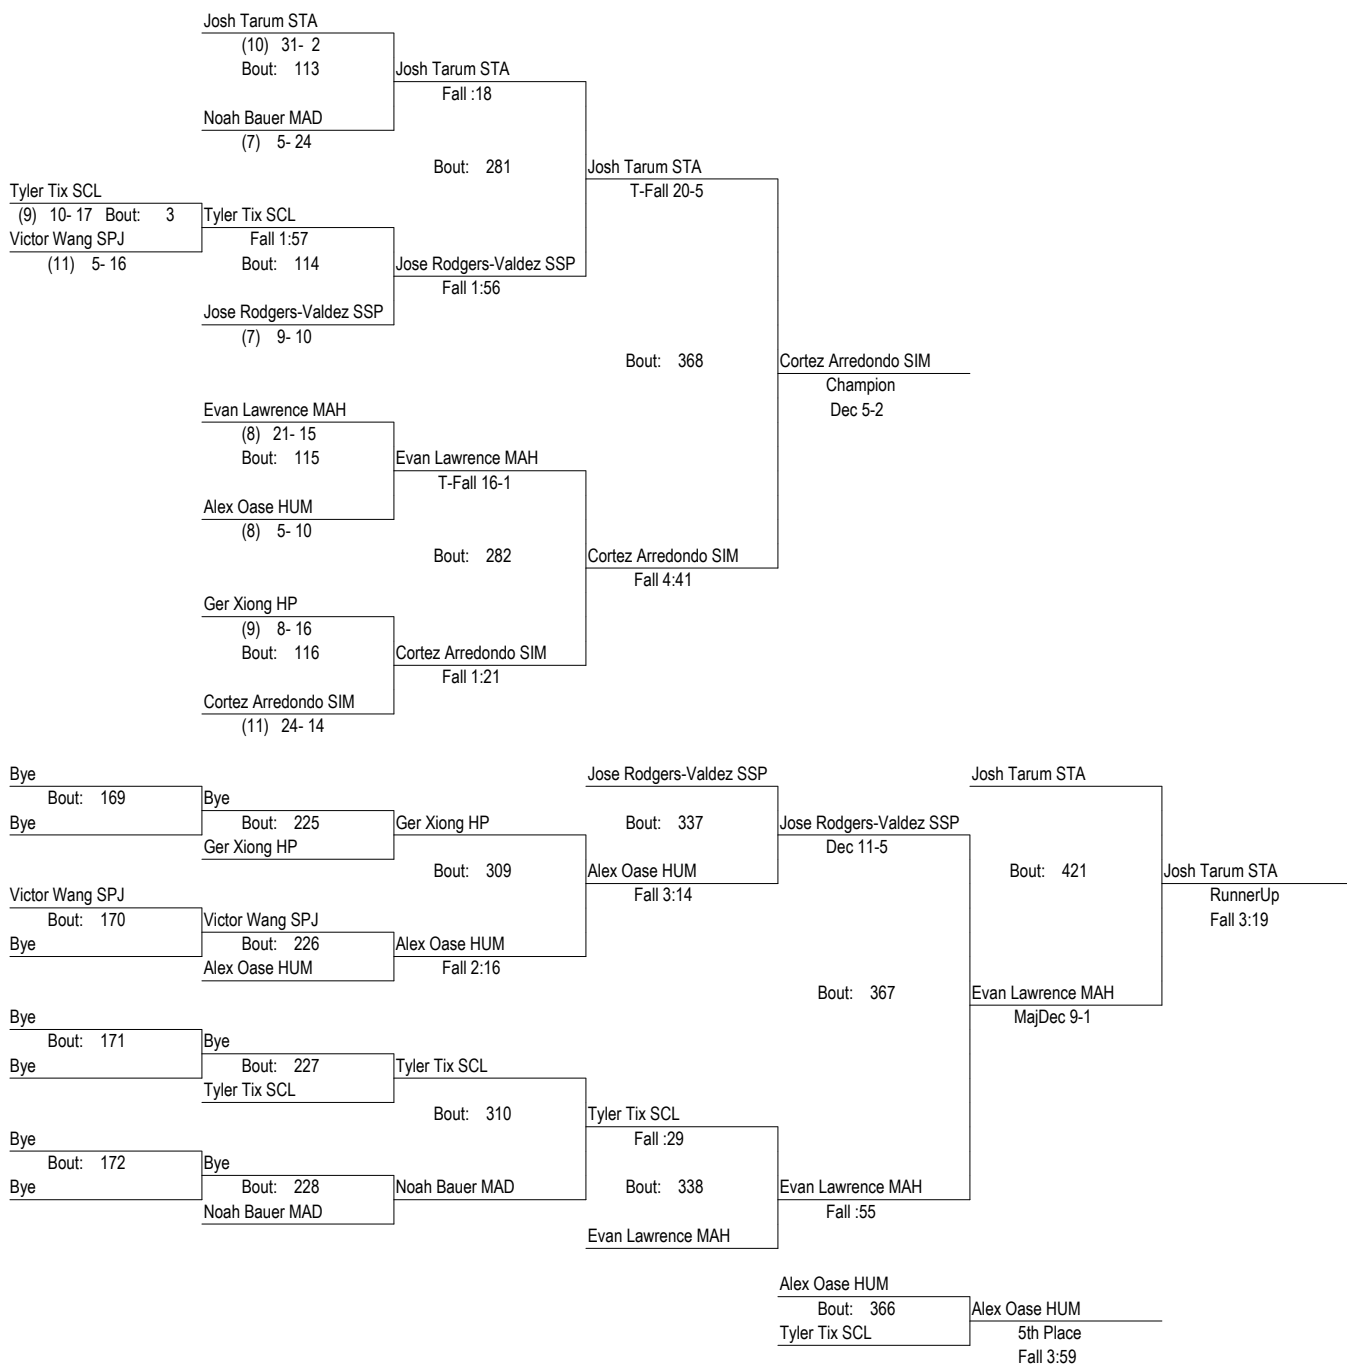 Josh Tarum STA
(10) 31- 2
Bout: 113
Josh Tarum STA
Fall :18
Noah Bauer MAD
(7) 5- 24
Bout: 281
Josh Tarum STA
T-Fall 20-5
Tyler Tix SCL
(9) 10- 17 Bout: 3
Tyler Tix SCL
Victor Wang SPJ
Fall 1:57
(11) 5- 16
Bout: 114
Jose Rodgers-Valdez SSP
Fall 1:56
Jose Rodgers-Valdez SSP
(7) 9- 10
Bout: 368
Cortez Arredondo SIM
Champion
Dec 5-2
Evan Lawrence MAH
(8) 21- 15
Bout: 115
Evan Lawrence MAH
T-Fall 16-1
Alex Oase HUM
(8) 5- 10
Bout: 282
Cortez Arredondo SIM
Fall 4:41
Ger Xiong HP
(9) 8- 16
Bout: 116
Cortez Arredondo SIM
Fall 1:21
Cortez Arredondo SIM
(11) 24- 14
Bye
Jose Rodgers-Valdez SSP
Josh Tarum STA
Bout: 169
Bye
Bye
Bout: 225
Ger Xiong HP
Bout: 337
Jose Rodgers-Valdez SSP
Ger Xiong HP
Dec 11-5
Bout: 309
Alex Oase HUM
Bout: 421
Josh Tarum STA
Victor Wang SPJ
Fall 3:14
RunnerUp
Bout: 170
Victor Wang SPJ
Fall 3:19
Bye
Bout: 226
Alex Oase HUM
Alex Oase HUM
Fall 2:16
Bout: 367
Evan Lawrence MAH
Bye
MajDec 9-1
Bout: 171
Bye
Bye
Bout: 227
Tyler Tix SCL
Tyler Tix SCL
Bout: 310
Tyler Tix SCL
Bye
Fall :29
Bout: 172
Bye
Bye
Bout: 228
Noah Bauer MAD
Bout: 338
Evan Lawrence MAH
Noah Bauer MAD
Fall :55
Evan Lawrence MAH
Alex Oase HUM
Bout: 366
Alex Oase HUM
Tyler Tix SCL
5th Place
Fall 3:59